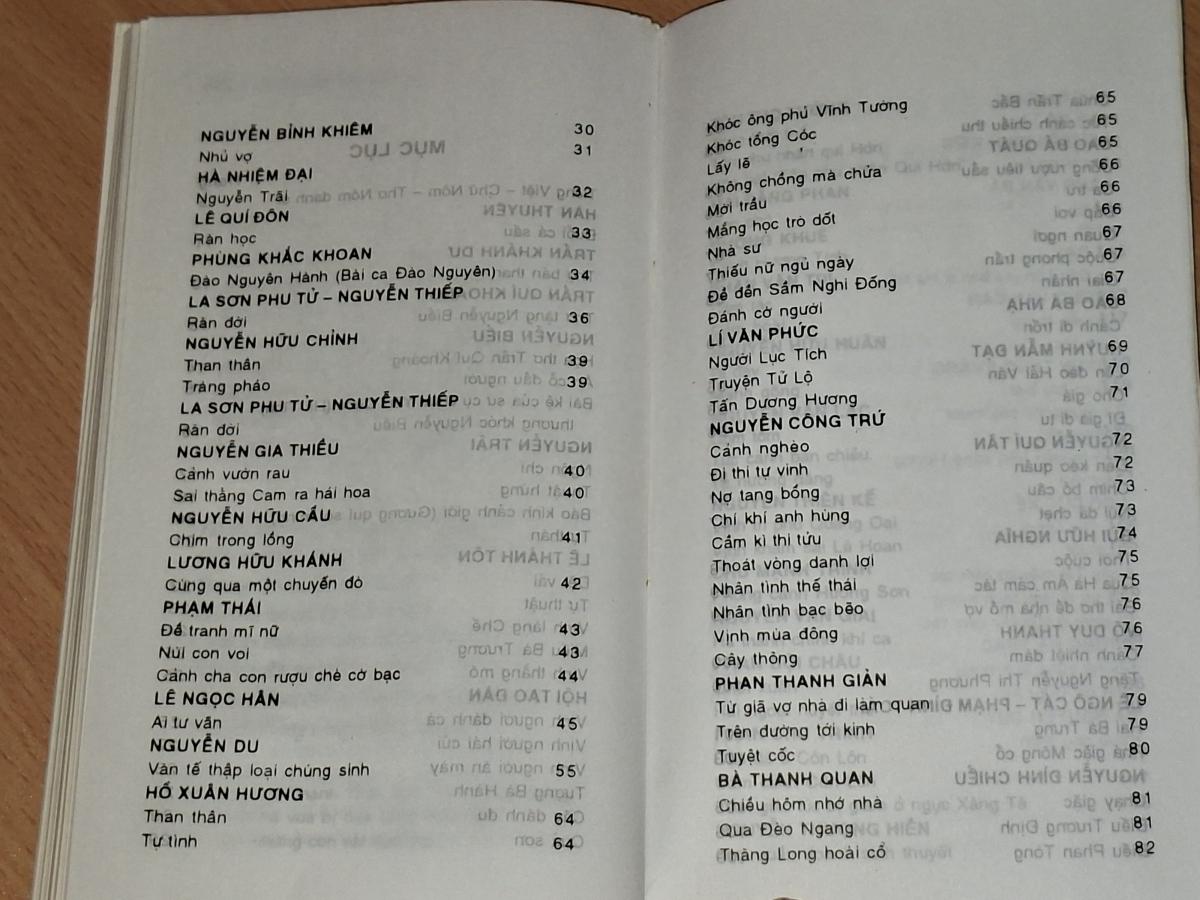 NGUYỄN BỈNH KHIÊM 30
Nhủ vợ 31
HÀ NHIỆM ĐẠI
Nguyễn Trãi 32
LÊ QUÍ ĐÔN
Rắn học 33
PHÙNG KHẮC KHOAN
Đào Nguyên Hành (Bài ca Đào Nguyên) 34
LA SƠN PHU TỬ – NGUYỄN THIẾP
Răn đời 36
NGUYỄN HỮU CHỈNH
Than thân 39
Tràng pháo 39
LA SƠN PHU TỬ – NGUYỄN THIẾP
Răn đời
NGUYỄN GIA THIỀU
Cảnh vườn rau 40
Sai thằng Cam ra hái hoa 40
NGUYỄN HỮU CẦU
Chim trong lồng 41
LƯƠNG HỮU KHÁNH
Cùng qua một chuyến đò 42
PHẠM THÁI
Đề tranh mĩ nữ 43
Núi con voi 43
Cảnh cha con rượu chè cờ bạc 44
LÊ NGỌC HÂN
Ai tư vãn 45
NGUYỄN DU
Văn tế thập loại chúng sinh 55
HỒ XUÂN HƯƠNG
Than thân 64
Tự tình 64
Khóc ông phủ Vĩnh Tường 65
Khóc tổng Cóc 65
Lấy lẽ 65
Không chồng mà chửa 66
Mời trầu 66
Mắng học trò dốt 66
Nhà sư 67
Thiếu nữ ngủ ngày 67
Đề đền Sầm Nghi Đống 67
Đánh cờ người 68
LÍ VĂN PHỨC
Người Lục Tích 69
Truyện Tử Lộ 70
Tấn Dương Hương 71
NGUYỄN CÔNG TRỨ
Cảnh nghèo 72
Đi thi tự vinh 72
Nợ tang bồng 73
Chí khí anh hùng 73
Cầm kì thi tửu 74
Thoát vòng danh lợi 75
Nhân tình thế thái 75
Nhân tình bạc bẽo 76
Vịnh mùa đông 76
Cây thông 77
PHAN THANH GIẢN
Từ giã vợ nhà đi làm quan 79
Trên đường tới kinh 79
Tuyệt cốc 80
BÀ THANH QUAN
Chiều hôm nhớ nhà 81
Qua Đèo Ngang 81
Thăng Long hoài cổ 82